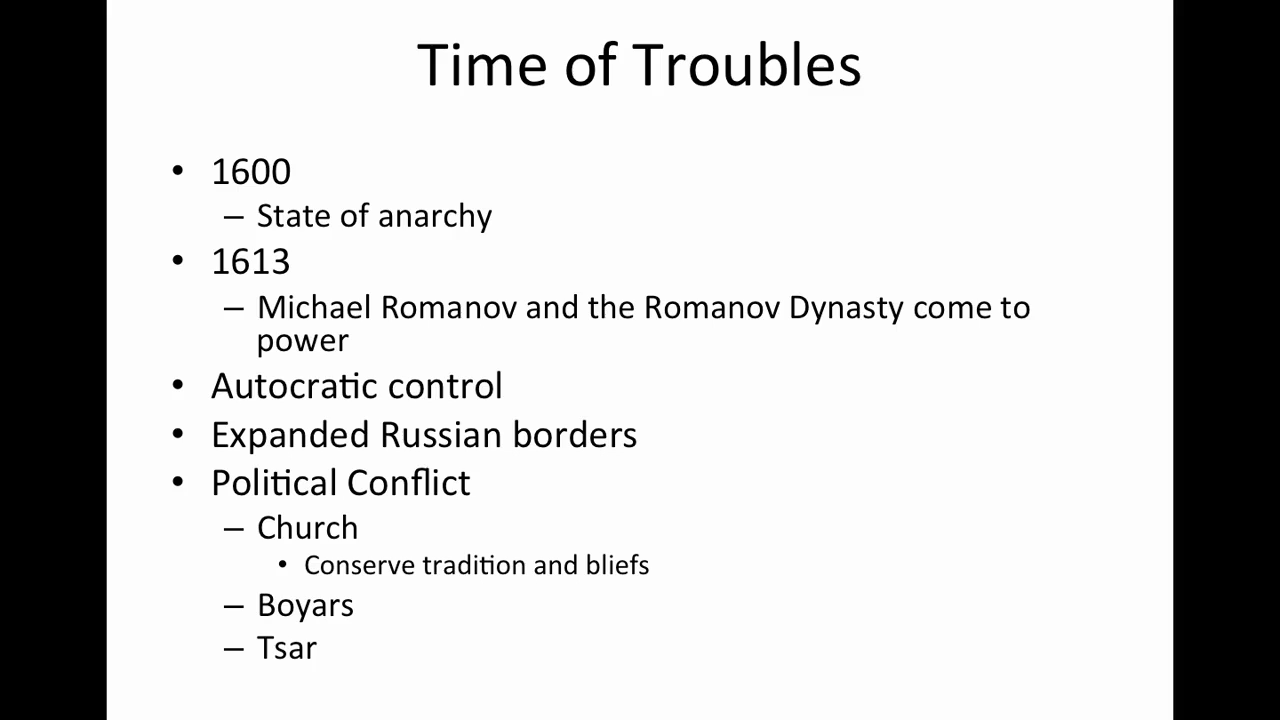 Time of Troubles
• 1600
– State of anarchy
• 1613
– Michael Romanov and the Romanov Dynasty come to
power
• Autocratic control
• Expanded Russian borders
• Political Conflict
– Church
• Conserve tradition and bliefs
– Boyars
– Tsar